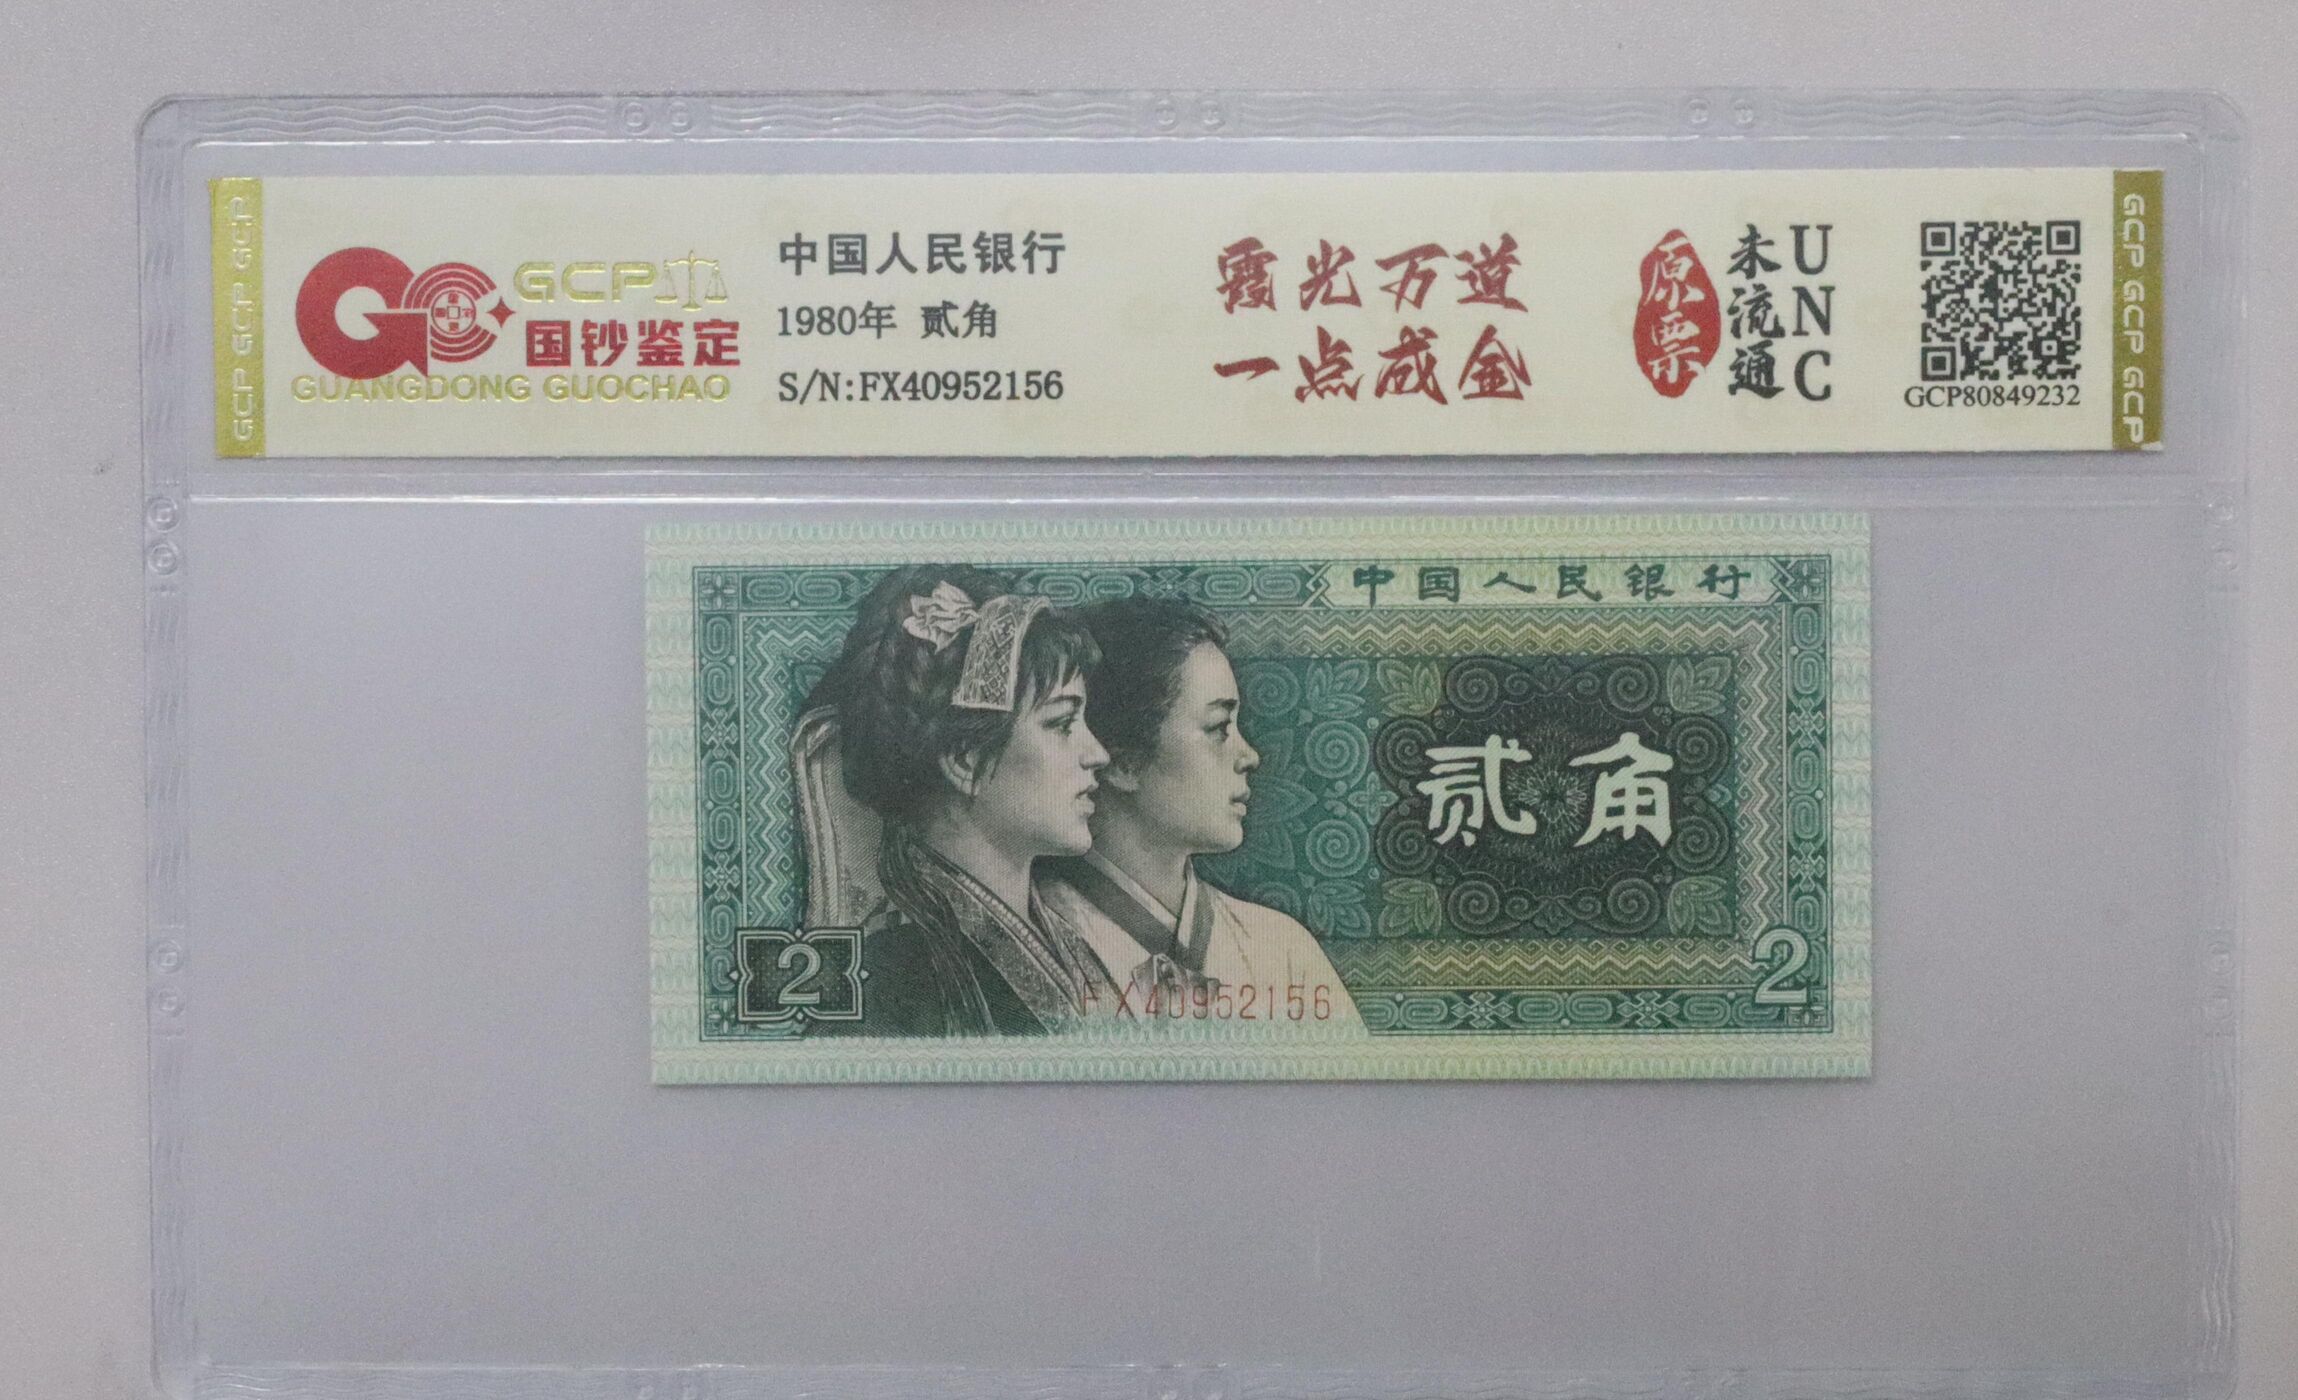 GCP
国钞鉴定
GUANGDONG GUOCHAO
中国人民银行
1980年 贰角
S/N:FX40952156
霞光万道
一点成金
原票
未流通
UNC
GCP80849232
GCP GCP GCP
GCP GCP GCP
中国人民银行
贰角
2
2
FX40952156